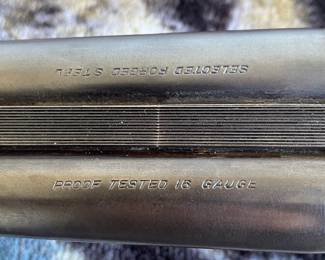 SELECTED FORGED STEEL
PROOF TESTED 16 GAUGE